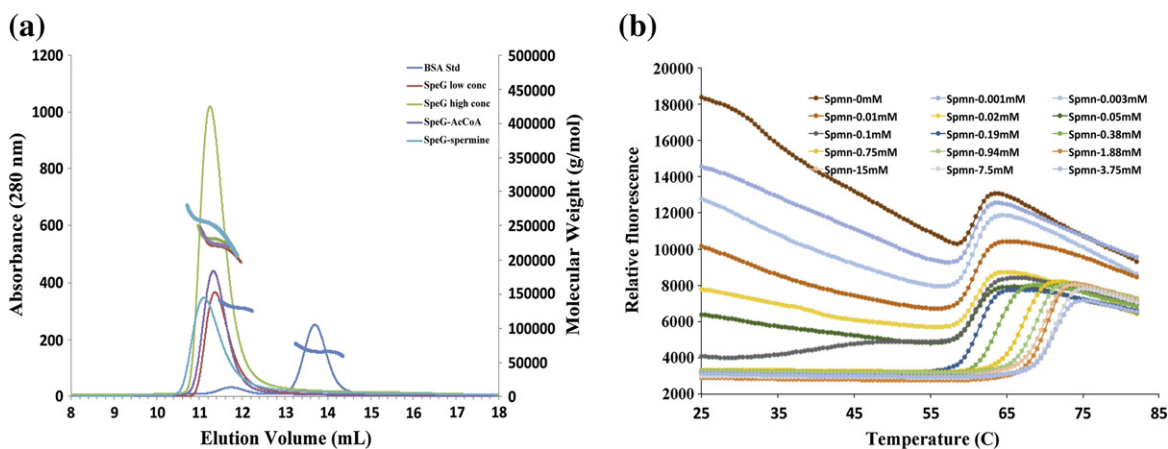 (a)
1200
1000
800
600
400
200
0
Absorbance (280 nm)
8 9 10 11 12 13 14 15 16 17 18
Elution Volume (mL)
500000
450000
400000
350000
300000
250000
200000
150000
100000
50000
0
Molecular Weight (g/mol)
BSA Std
SpeG low conc
SpeG high conc
SpeG-AcCoA
SpeG-spermine
(b)
20000
18000
16000
14000
12000
10000
8000
6000
4000
2000
Relative fluorescence
Spmn-0mM Spmn-0.001mM Spmn-0.003mM
Spmn-0.01mM Spmn-0.02mM Spmn-0.05mM
Spmn-0.1mM Spmn-0.19mM Spmn-0.38mM
Spmn-0.75mM Spmn-0.94mM Spmn-1.88mM
Spmn-15mM Spmn-7.5mM Spmn-3.75mM
25 35 45 55 65 75 85
Temperature (C)